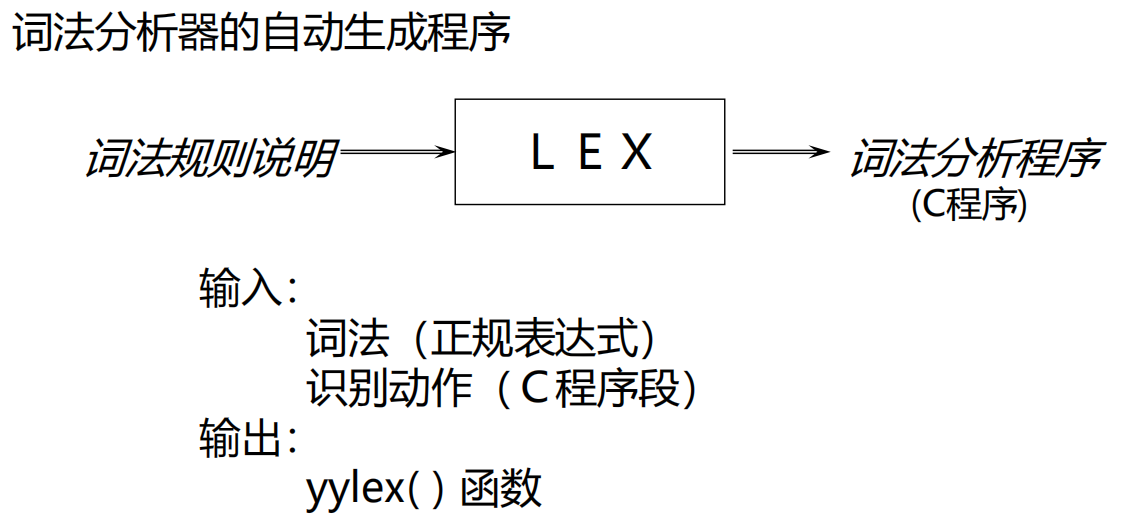 词法分析器的自动生成程序
词法规则说明 L E X 词法分析程序
(C程序)
输入：
词法（正规表达式）
识别动作（C程序段）
输出：
yylex( ) 函数